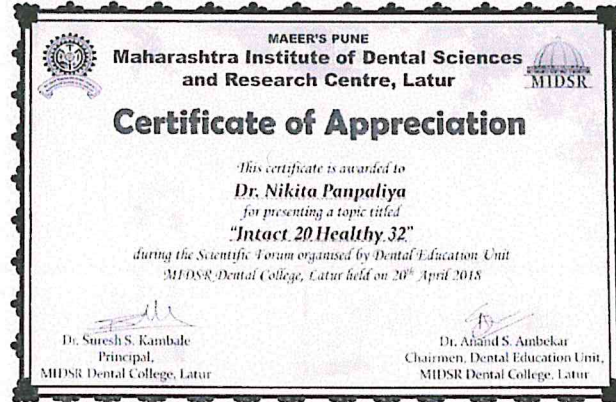 MAEER'S PUNE
Maharashtra Institute of Dental Sciences
and Research Centre, Latur
MIDSR
Certificate of Appreciation
This certificate is awarded to
Dr. Nikita Panpaliya
for presenting a topic titled
"Intact 20 Healthy 32"
during the Scientific Forum organised by Dental Education Unit
MIDSR Dental College, Latur held on 20th April 2018
Dr. Suresh S. Kambale
Principal,
MIDSR Dental College, Latur
Dr. Anand S. Ambekar
Chairmen, Dental Education Unit,
MIDSR Dental College, Latur